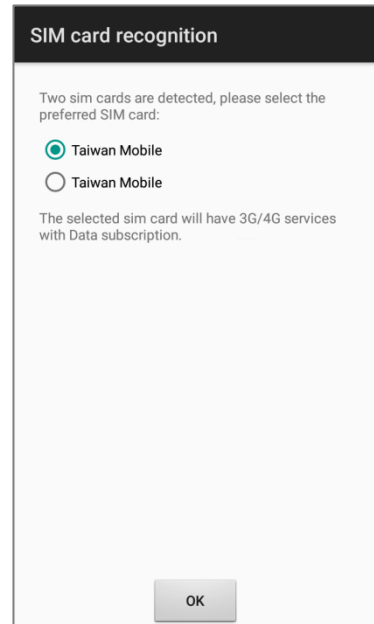 SIM card recognition
Two sim cards are detected, please select the
preferred SIM card:
Taiwan Mobile
Taiwan Mobile
The selected sim card will have 3G/4G services
with Data subscription.
OK